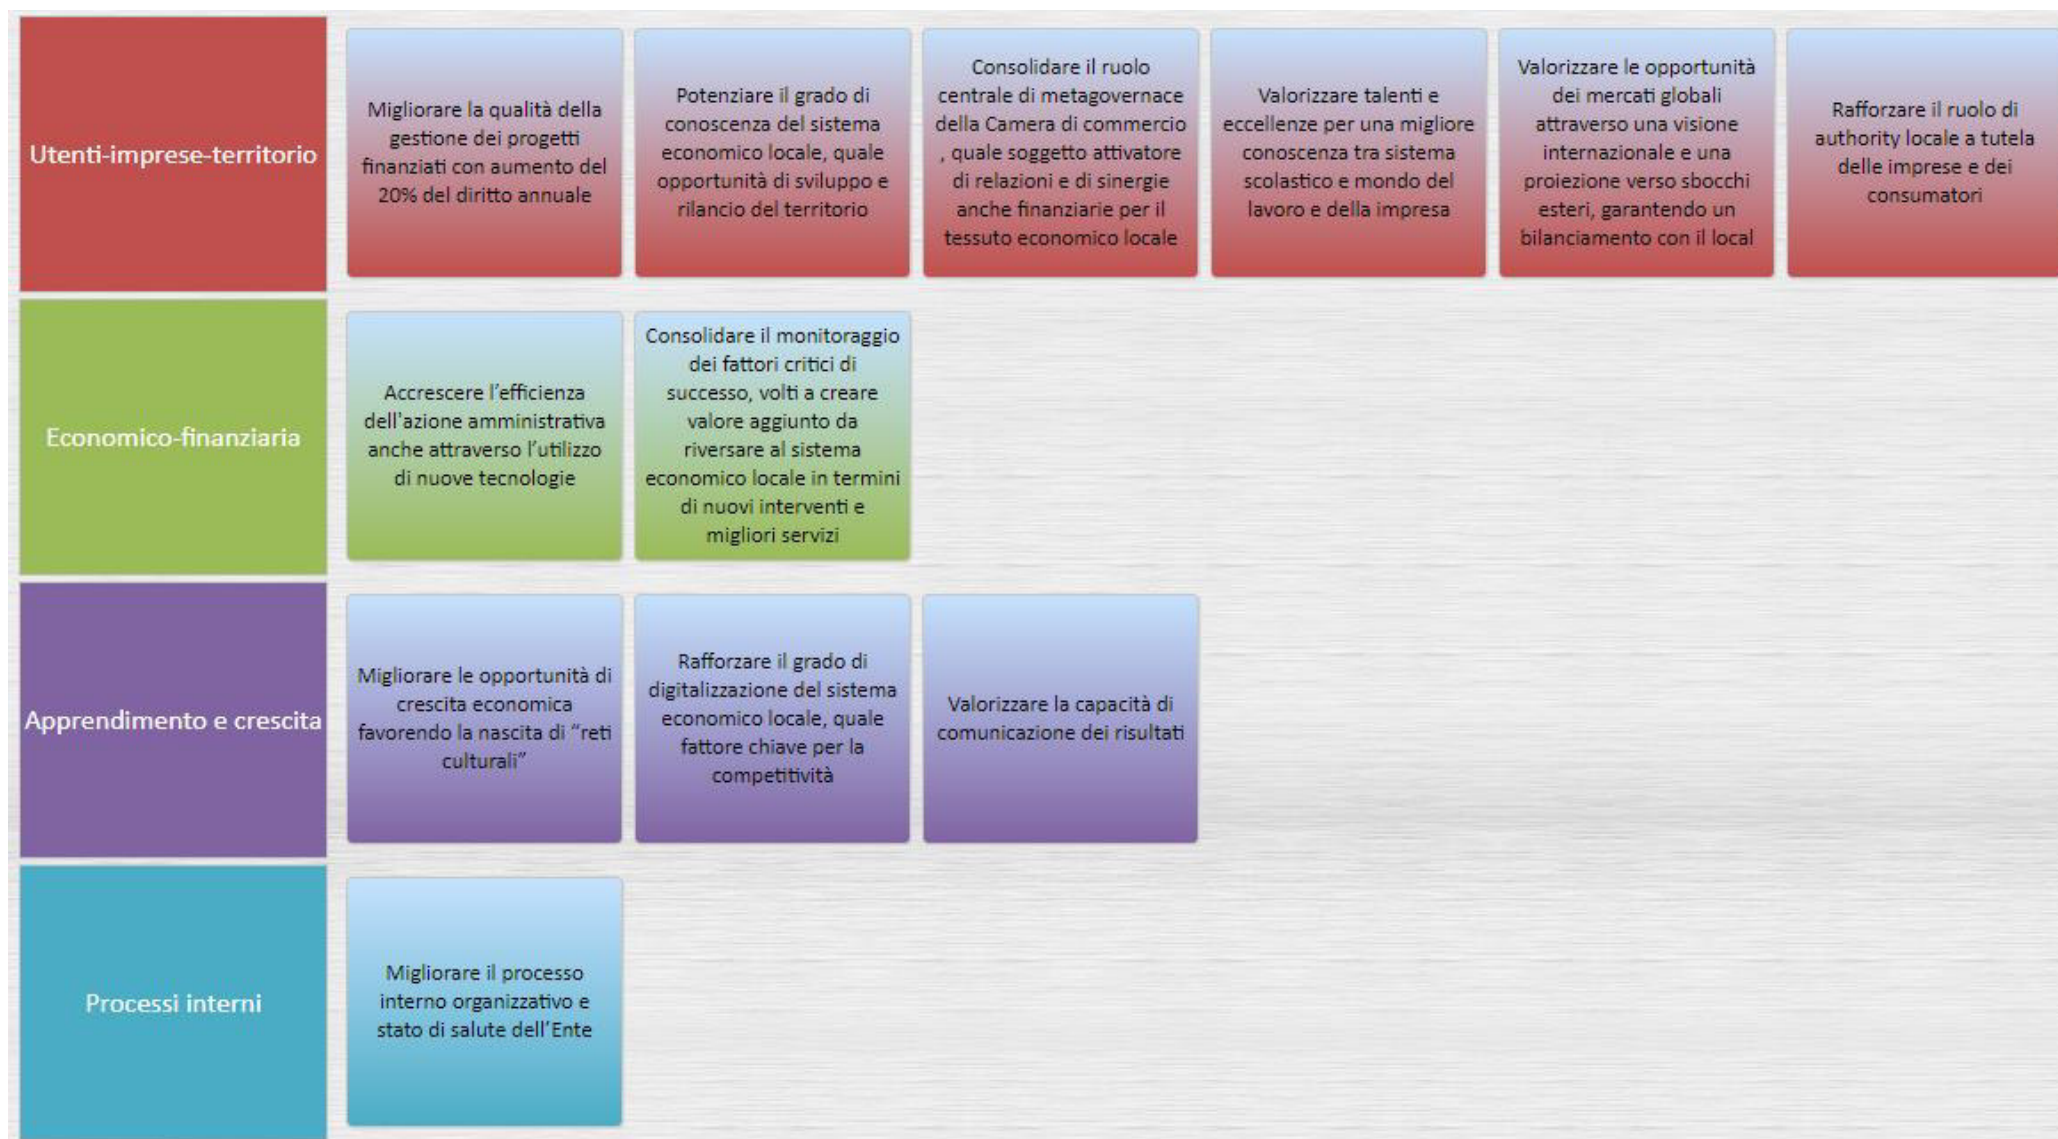 Utenti-imprese-territorio
Migliorare la qualità della
gestione dei progetti
finanziati con aumento del
20% del diritto annuale
Potenziare il grado di
conoscenza del sistema
economico locale, quale
opportunità di sviluppo e
rilancio del territorio
Consolidare il ruolo
centrale di metagovernace
della Camera di commercio
, quale soggetto attivatore
di relazioni e di sinergie
anche finanziarie per il
tessuto economico locale
Valorizzare talenti e
eccellenze per una migliore
conoscenza tra sistema
scolastico e mondo del
lavoro e della impresa
Valorizzare le opportunità
dei mercati globali
attraverso una visione
internazionale e una
proiezione verso sbocchi
esteri, garantendo un
bilanciamento con il local
Rafforzare il ruolo di
authority locale a tutela
delle imprese e dei
consumatori
Economico-finanziaria
Accrescere l’efficienza
dell'azione amministrativa
anche attraverso l’utilizzo
di nuove tecnologie
Consolidare il monitoraggio
dei fattori critici di
successo, volti a creare
valore aggiunto da
riversare al sistema
economico locale in termini
di nuovi interventi e
migliori servizi
Apprendimento e crescita
Migliorare le opportunità di
crescita economica
favorendo la nascita di “reti
culturali”
Rafforzare il grado di
digitalizzazione del sistema
economico locale, quale
fattore chiave per la
competitività
Valorizzare la capacità di
comunicazione dei risultati
Processi interni
Migliorare il processo
interno organizzativo e
stato di salute dell’Ente